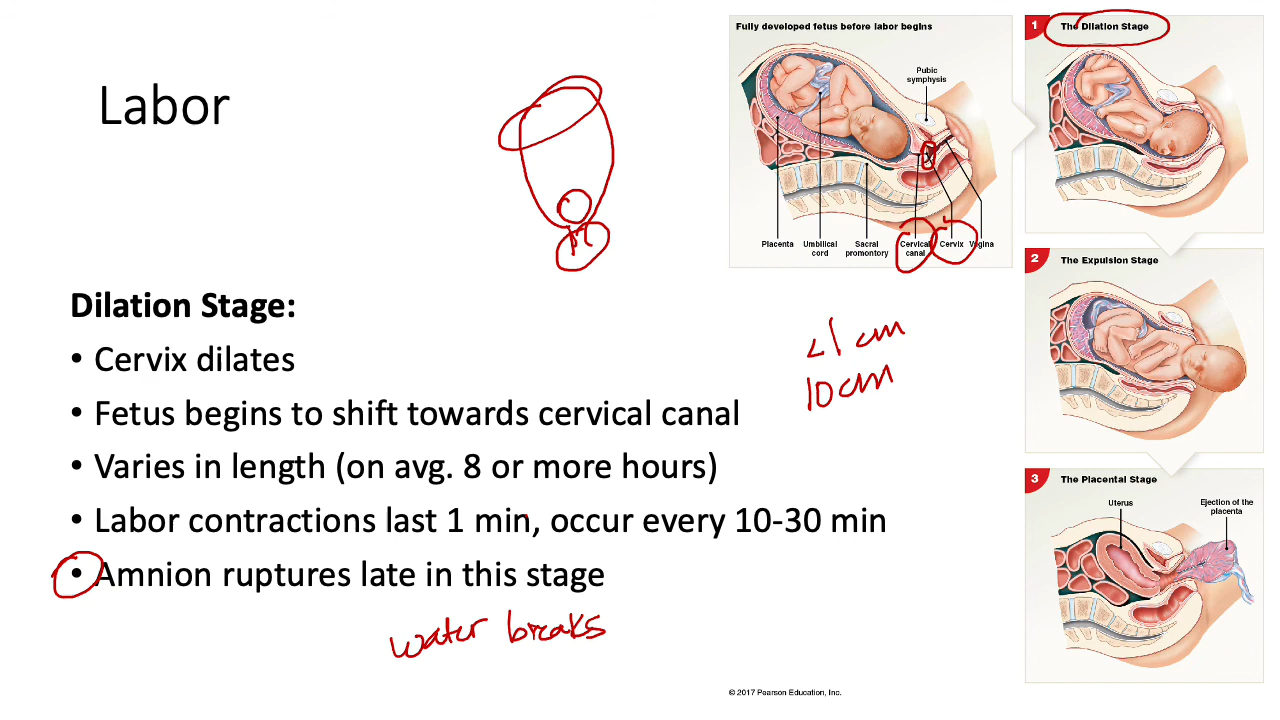 Labor
Dilation Stage:
• Cervix dilates
• Fetus begins to shift towards cervical canal
• Varies in length (on avg. 8 or more hours)
• Labor contractions last 1 min, occur every 10-30 min
• Amnion ruptures late in this stage
water breaks
<1 cm
10 cm
Fully developed fetus before labor begins
Pubic
symphysis
Placenta
Umbilical
cord
Sacral
promontory
Cervical
canal
Cervix
Vagina
1 The Dilation Stage
2 The Expulsion Stage
3 The Placental Stage
Uterus
Ejection of the
placenta
© 2017 Pearson Education, Inc.